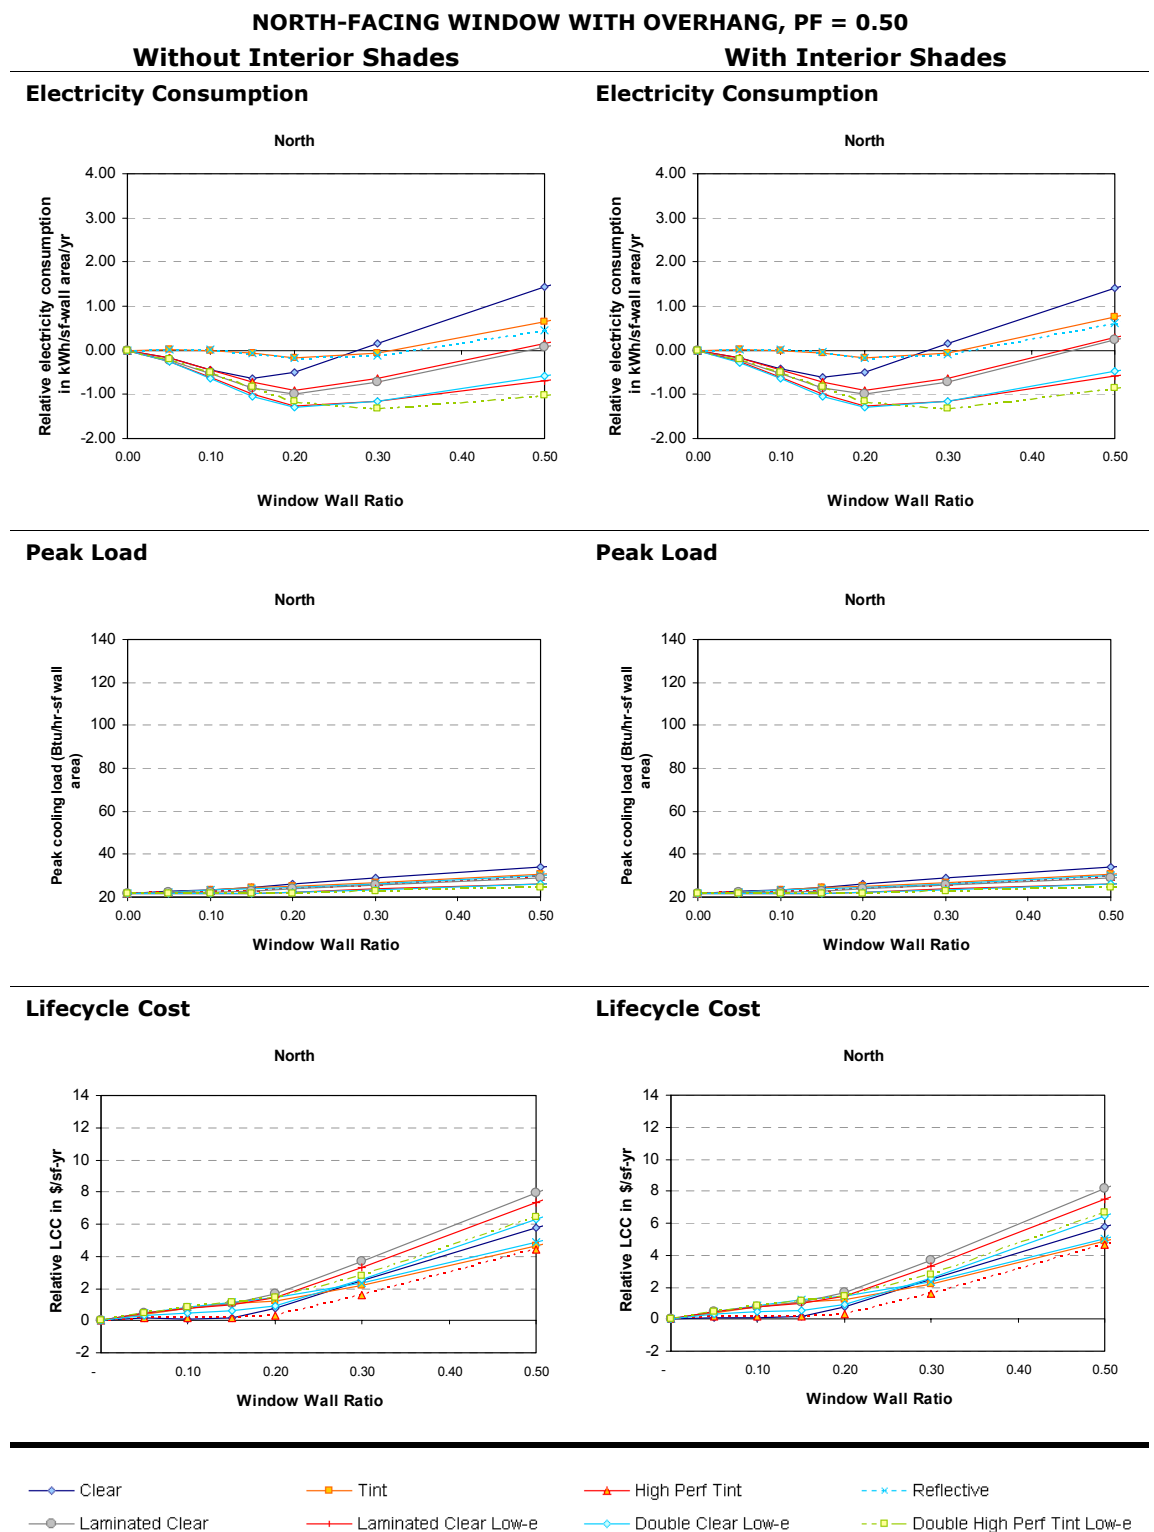 NORTH-FACING WINDOW WITH OVERHANG, PF = 0.50
Without Interior Shades
With Interior Shades
Electricity Consumption
Electricity Consumption
North
Relative electricity consumption
in kWh/sf-wall area/yr
4.00
3.00
2.00
1.00
0.00
-1.00
-2.00
0.00 0.10 0.20 0.30 0.40 0.50
Window Wall Ratio
North
Relative electricity consumption
in kWh/sf-wall area/yr
4.00
3.00
2.00
1.00
0.00
-1.00
-2.00
0.00 0.10 0.20 0.30 0.40 0.50
Window Wall Ratio
Peak Load
Peak Load
North
Peak cooling load (Btu/hr-sf wall
area)
140
120
100
80
60
40
20
0.00 0.10 0.20 0.30 0.40 0.50
Window Wall Ratio
North
Peak cooling load (Btu/hr-sf wall
area)
140
120
100
80
60
40
20
0.00 0.10 0.20 0.30 0.40 0.50
Window Wall Ratio
Lifecycle Cost
Lifecycle Cost
North
Relative LCC in $/sf-yr
14
12
10
8
6
4
2
0
-2
- 0.10 0.20 0.30 0.40 0.50
Window Wall Ratio
North
Relative LCC in $/sf-yr
14
12
10
8
6
4
2
0
-2
- 0.10 0.20 0.30 0.40 0.50
Window Wall Ratio
Clear Tint High Perf Tint Reflective
Laminated Clear Laminated Clear Low-e Double Clear Low-e Double High Perf Tint Low-e